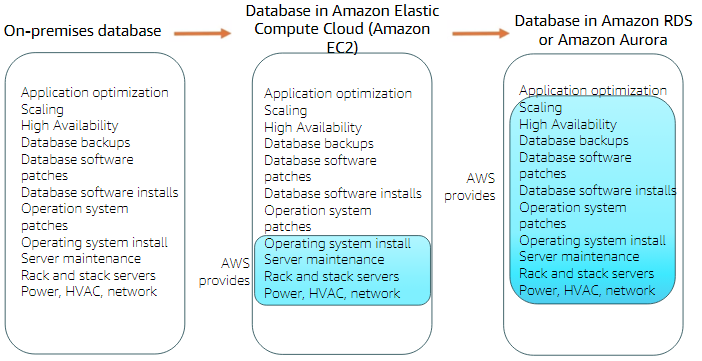 On-premises database
Database in Amazon Elastic
Compute Cloud (Amazon
EC2)
Database in Amazon RDS
or Amazon Aurora
Application optimization
Scaling
High Availability
Database backups
Database software
patches
Database software installs
Operation system
patches
Operating system install
Server maintenance
Rack and stack servers
Power, HVAC, network
AWS
provides
Application optimization
Scaling
High Availability
Database backups
Database software
patches
Database software installs
Operation system
patches
Operating system install
Server maintenance
Rack and stack servers
Power, HVAC, network
AWS
provides
Application optimization
Scaling
High Availability
Database backups
Database software
patches
Database software installs
Operation system
patches
Operating system install
Server maintenance
Rack and stack servers
Power, HVAC, network